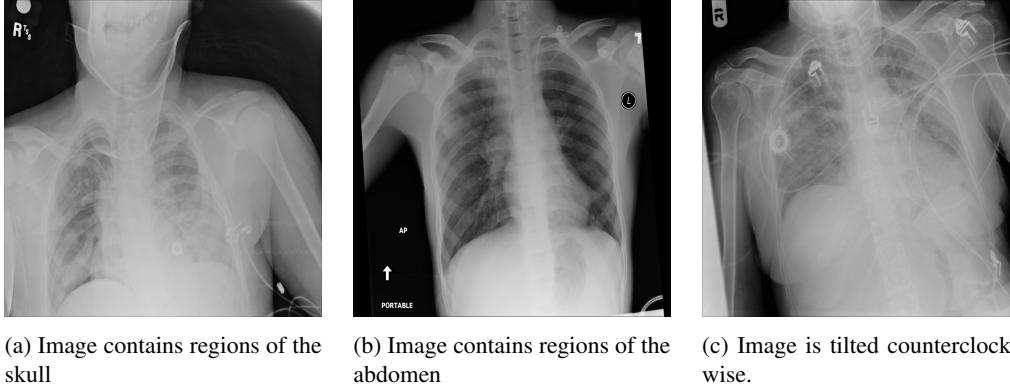 R T S S
L
AP
PORTABLE
R
(a) Image contains regions of the
skull
(b) Image contains regions of the
abdomen
(c) Image is tilted counterclock
wise.